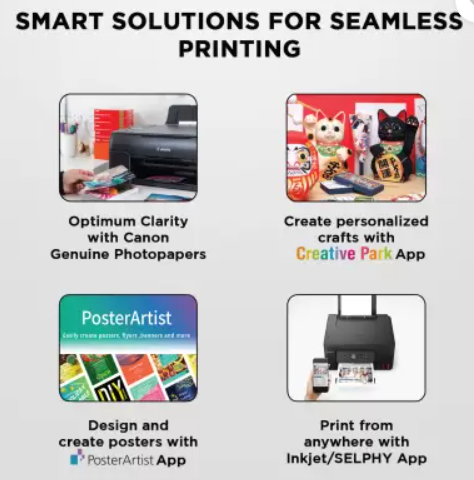 SMART SOLUTIONS FOR SEAMLESS
PRINTING
Optimum Clarity
with Canon
Genuine Photopapers
Create personalized
crafts with
Creative Park App
PosterArtist
Easily create posters, flyers, banners and more
DIY
Design and
create posters with
PosterArtist App
Print from
anywhere with
Inkjet/SELPHY App